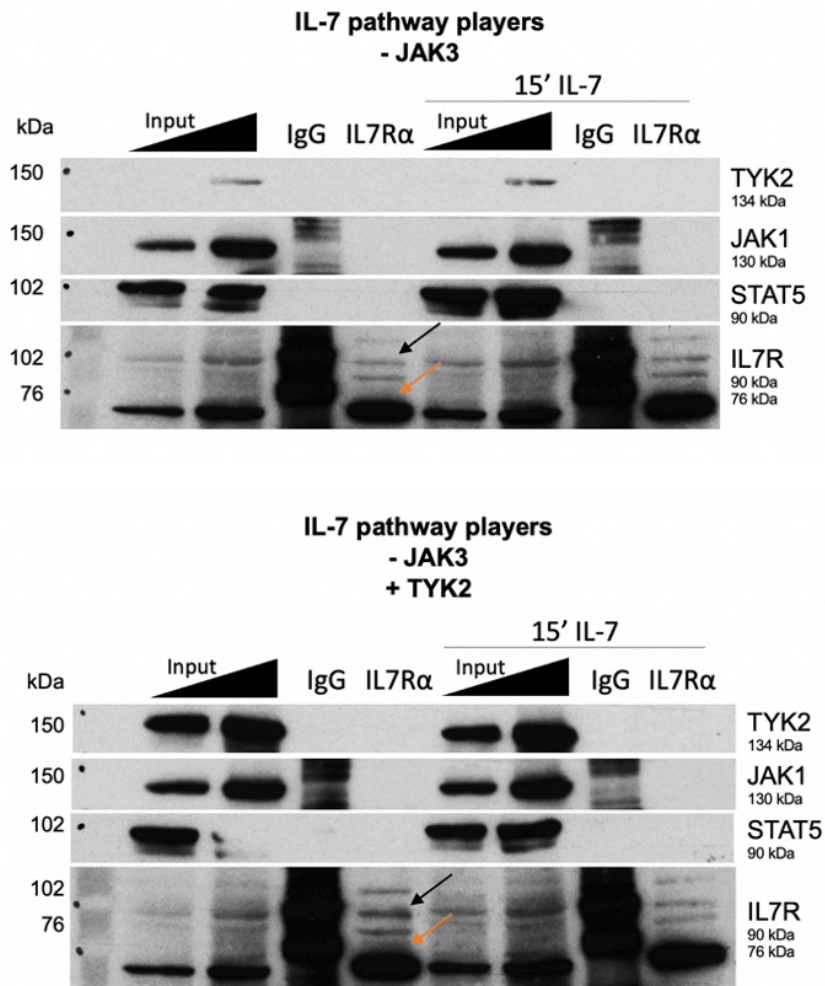 IL-7 pathway players
- JAK3
15' IL-7
kDa
Input
IgG
IL7Rα
Input
IgG
IL7Rα
150
TYK2
134 kDa
150
JAK1
130 kDa
102
STAT5
90 kDa
102
76
IL7R
90 kDa
76 kDa
IL-7 pathway players
- JAK3
+ TYK2
15' IL-7
kDa
Input
IgG
IL7Rα
Input
IgG
IL7Rα
150
TYK2
134 kDa
150
JAK1
130 kDa
102
STAT5
90 kDa
102
76
IL7R
90 kDa
76 kDa